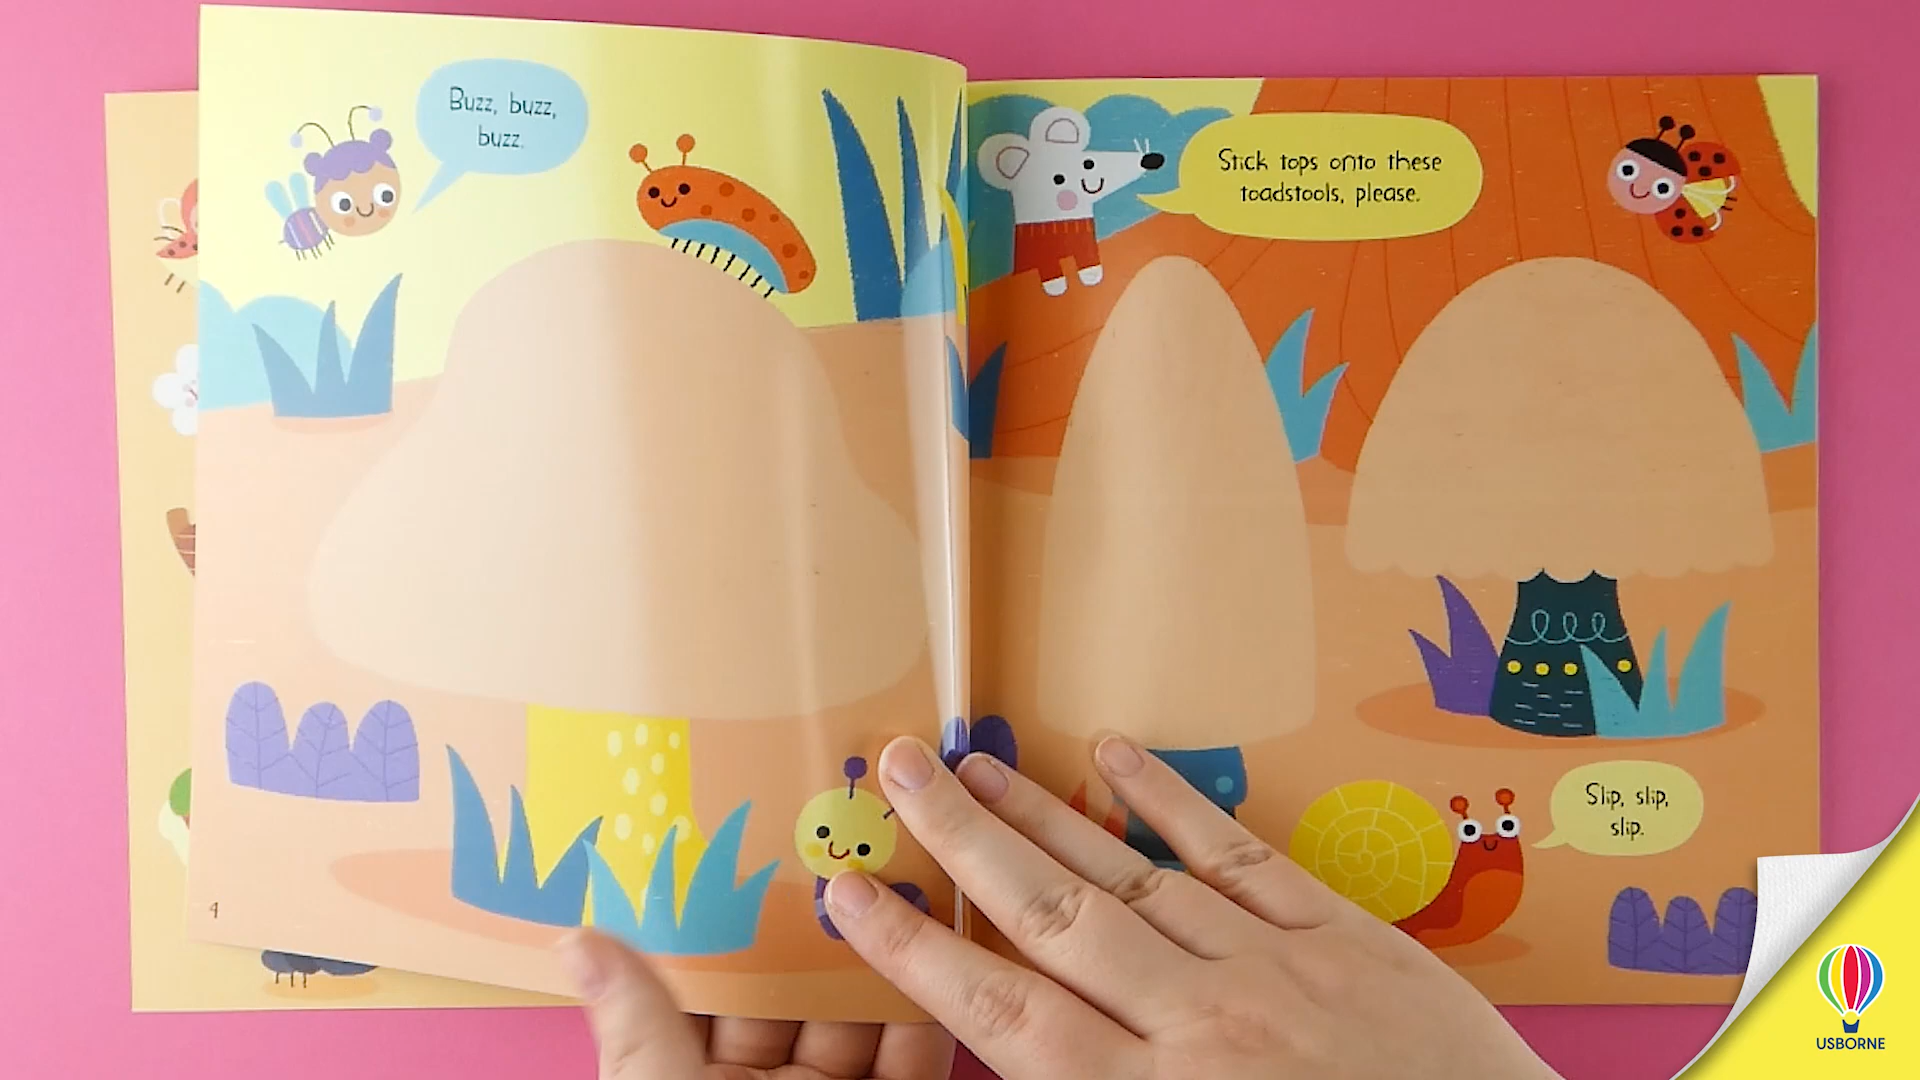 Buzz, buzz,
buzz.
Stick tops onto these
toadstools, please.
Slip, slip,
slip.
4
USBORNE